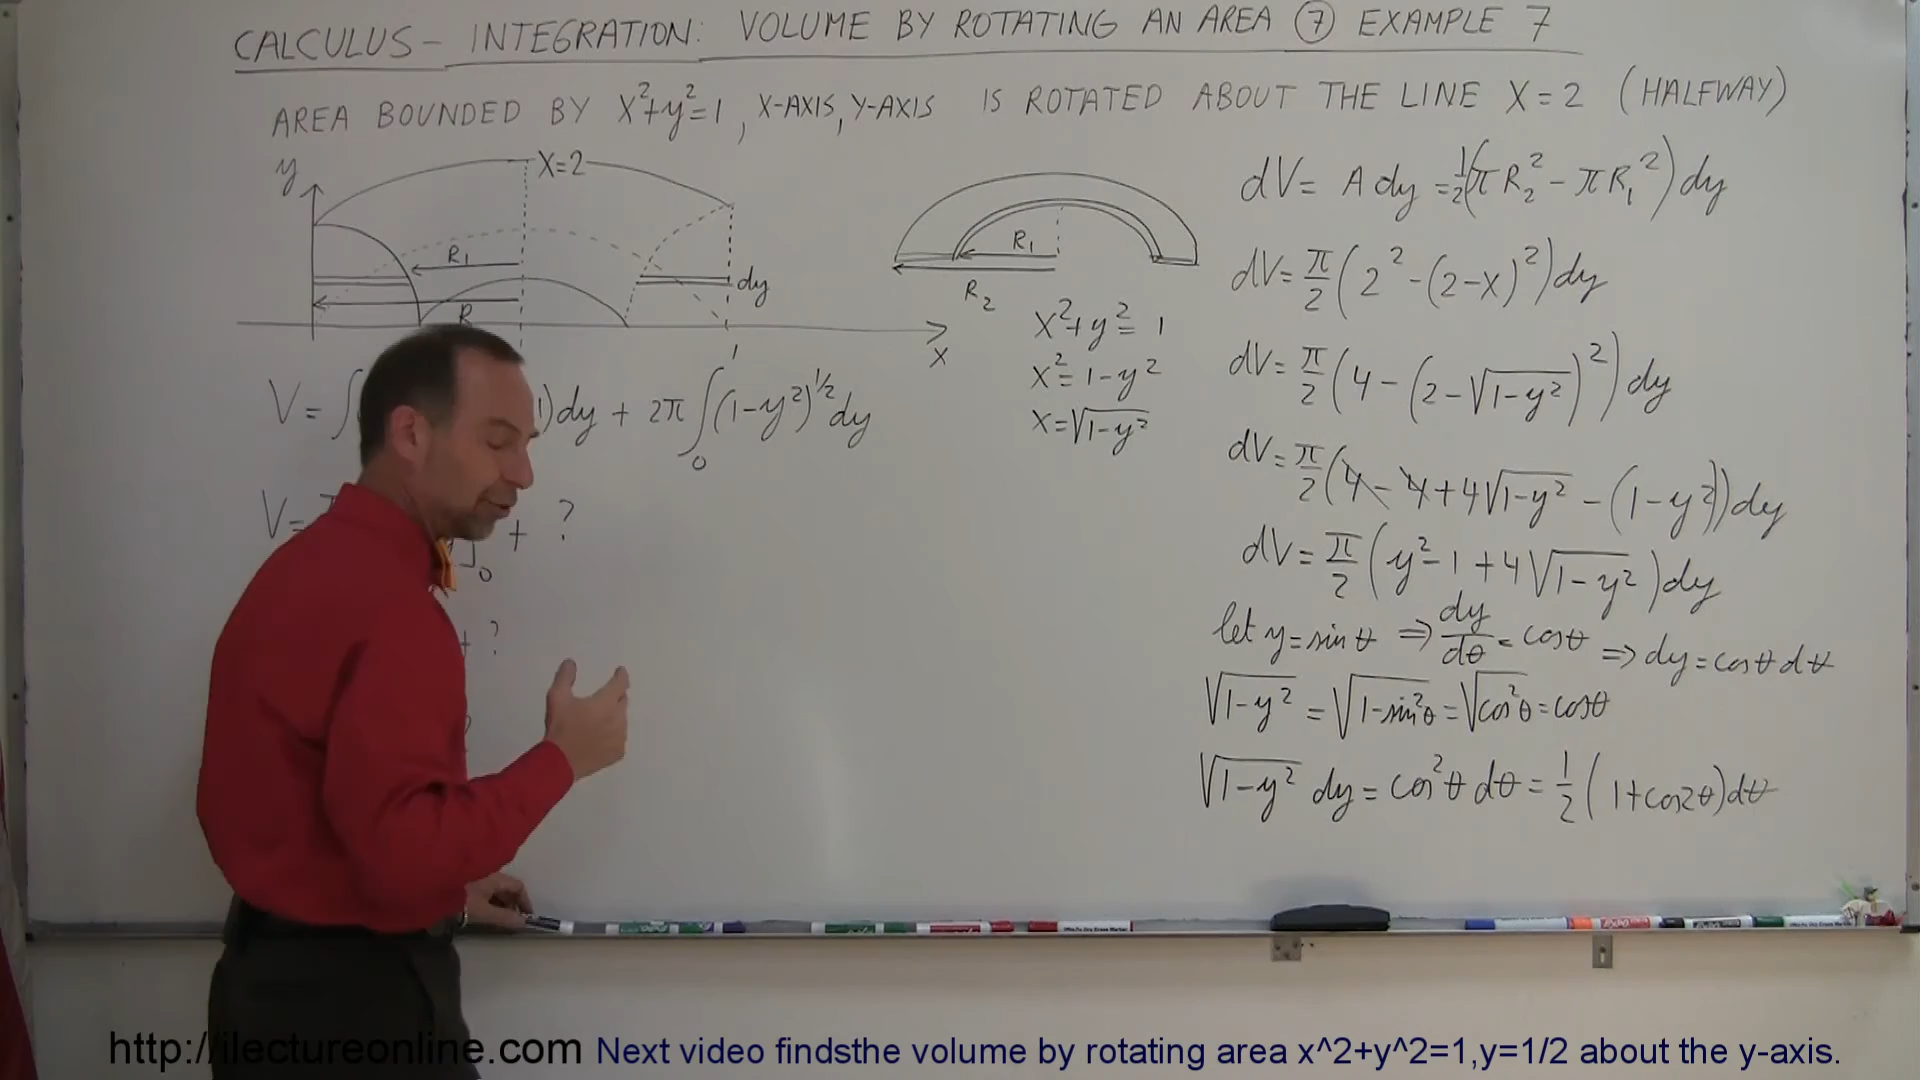 CALCULUS - INTEGRATION: VOLUME BY ROTATING AN AREA ⑦ EXAMPLE 7
AREA BOUNDED BY X²+y²=1, X-AXIS, Y-AXIS IS ROTATED ABOUT THE LINE X=2 (HALFWAY)
y
X=2
R₁
dy
R
X
R₁
R₂
X²+y²=1
X²=1-y²
X=√(1-y²)
V=∫
1)dy + 2π∫₀¹(1-y²)^(1/2)dy
V=
]₀ + ?
+ ?
dV= A dy = 1/2(πR₂² - πR₁²)dy
dV= π/2(2² - (2-X)²)dy
dV= π/2(4 - (2-√(1-y²))²)dy
dV= π/2(4 - 4 + 4√(1-y²) - (1-y²))dy
dV= π/2(y²-1+4√(1-y²))dy
let y=sinθ ⇒ dy/dθ = cosθ ⇒ dy=cosθdθ
√(1-y²) = √(1-sin²θ) = √(cos²θ) = cosθ
√(1-y²) dy = cos²θ dθ = 1/2(1+cos2θ)dθ
http://ilectureonline.com Next video findsthe volume by rotating area x^2+y^2=1,y=1/2 about the y-axis.